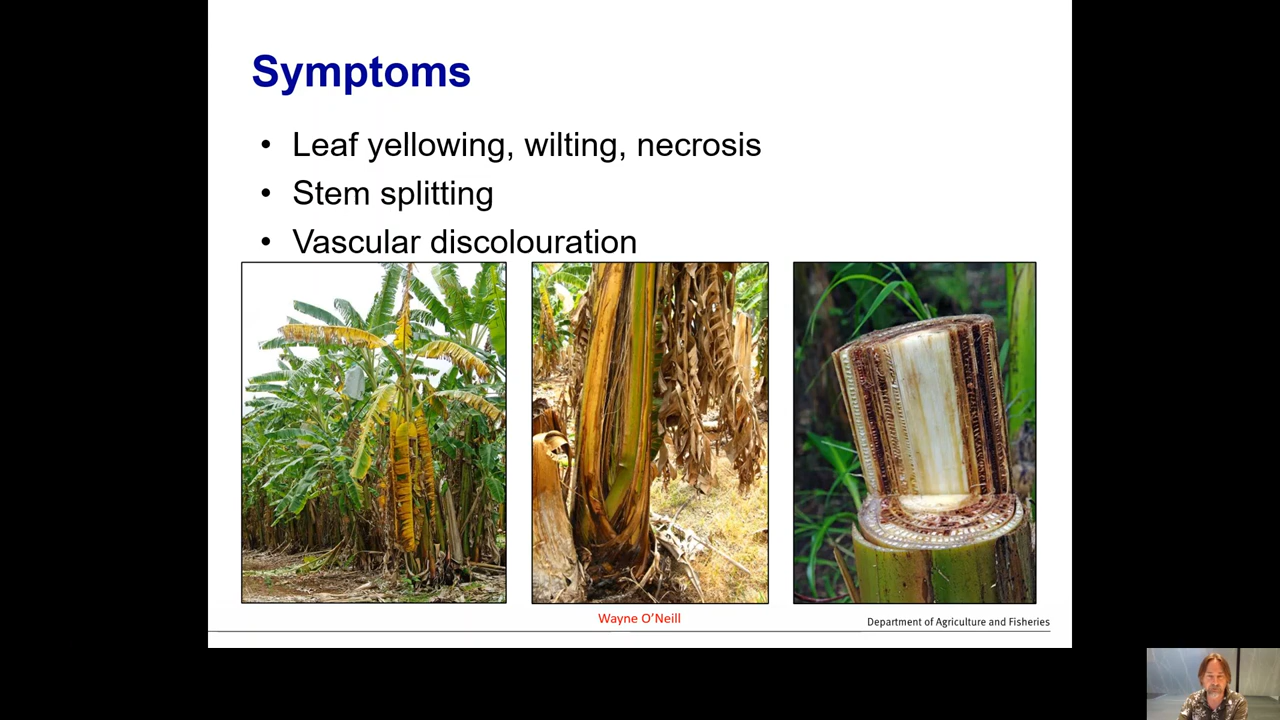 Symptoms
• Leaf yellowing, wilting, necrosis
• Stem splitting
• Vascular discolouration
Wayne O'Neill
Department of Agriculture and Fisheries